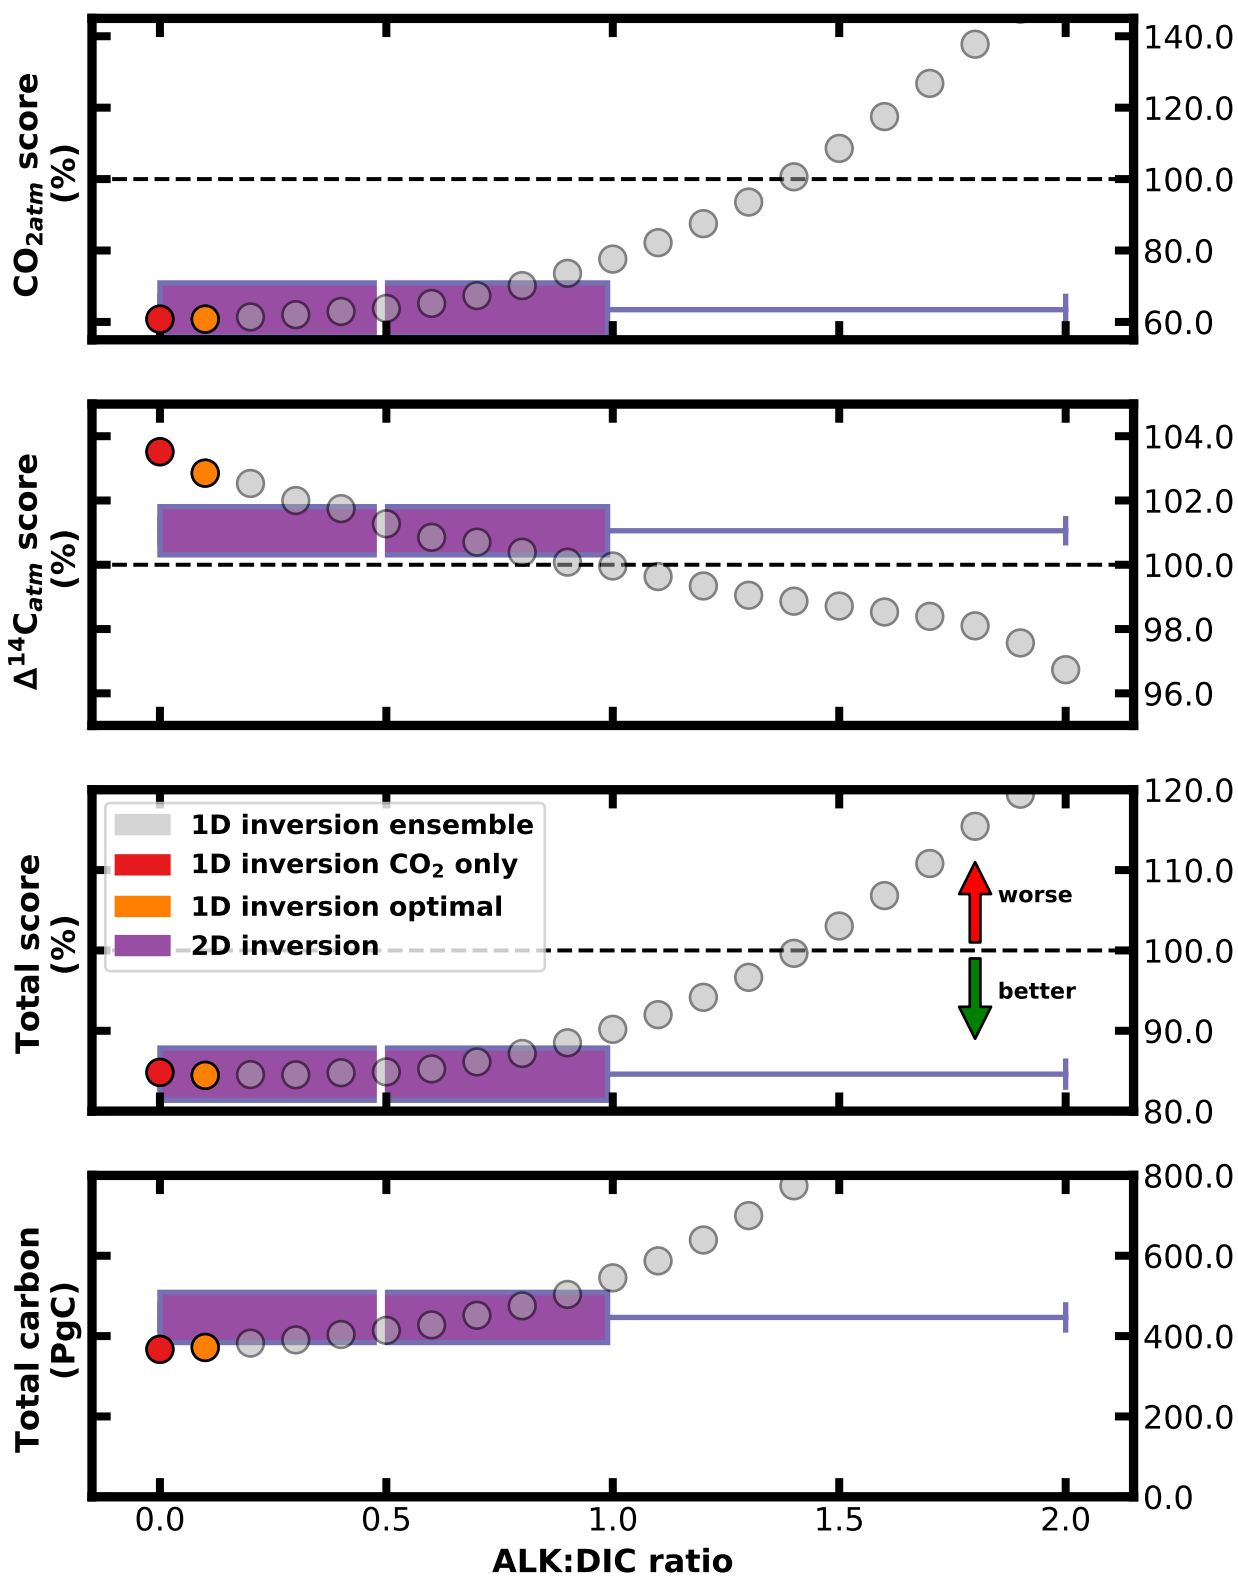 CO2atm score
(%)
140.0
120.0
100.0
80.0
60.0
Δ14Catm score
(%)
104.0
102.0
100.0
98.0
96.0
Total score
(%)
1D inversion ensemble
1D inversion CO2 only
1D inversion optimal
2D inversion
worse
better
120.0
110.0
100.0
90.0
80.0
Total carbon
(PgC)
800.0
600.0
400.0
200.0
0.0
0.0 0.5 1.0 1.5 2.0
ALK:DIC ratio